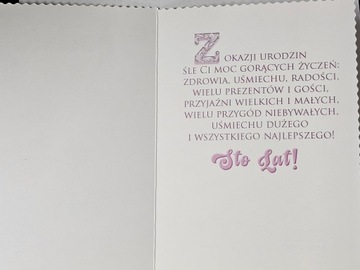 Z OKAZJI URODZIN
ŚLE CI MOC GORĄCYCH ŻYCZEŃ:
ZDROWIA, UŚMIECHU, RADOŚCI,
WIELU PREZENTÓW I GOŚCI,
PRZYJAŹNI WIELKICH I MAŁYCH,
WIELU PRZYGÓD NIEBYWAŁYCH,
UŚMIECHU DUŻEGO
I WSZYSTKIEGO NAJLEPSZEGO!
Sto Lat!